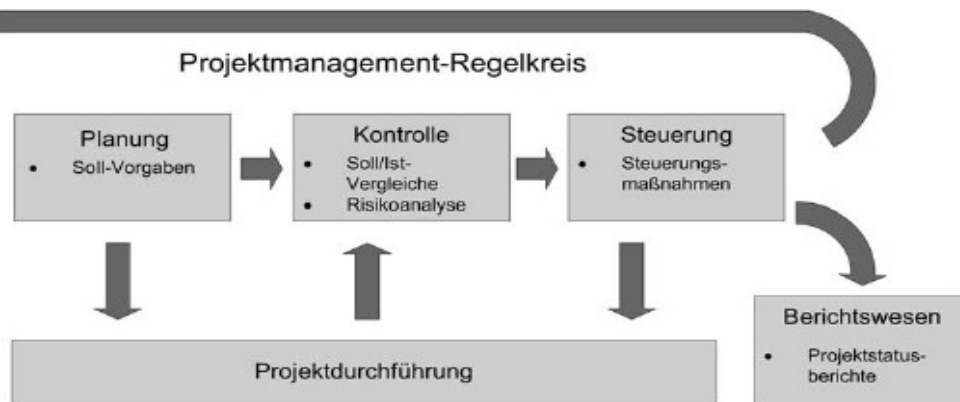 Projektmanagement-Regelkreis
Planung
• Soll-Vorgaben
Kontrolle
• Soll/Ist-
Vergleiche
• Risikoanalyse
Steuerung
• Steuerungs-
maßnahmen
Projektdurchführung
Berichtswesen
• Projektstatus-
berichte